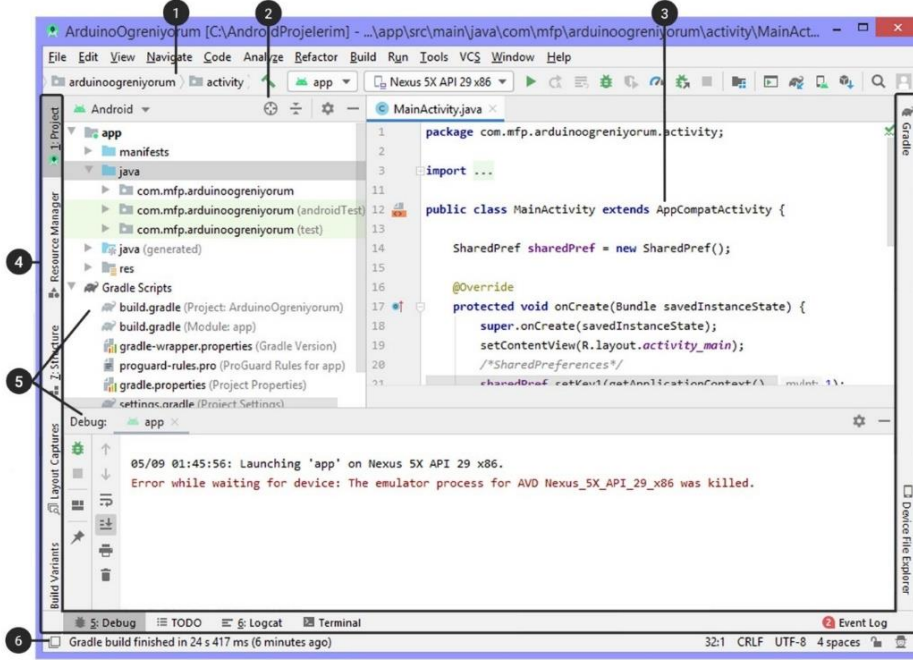 1 2 3
ArduinoOgreniyorum [C:\AndroidProjelerim] - ...\app\src\main\java\com\mfp\arduinoogreniyorum\activity\MainAct...
File Edit View Navigate Code Analyze Refactor Build Run Tools VCS Window Help
arduinoogreniyorum activity app Nexus 5X API 29 x86
1: Project
Resource Manager
7: Structure
Layout Captures
Build Variants
4
5
6
Android
app
manifests
java
com.mfp.arduinoogreniyorum
com.mfp.arduinoogreniyorum (androidTest)
com.mfp.arduinoogreniyorum (test)
java (generated)
res
Gradle Scripts
build.gradle (Project: ArduinoOgreniyorum)
build.gradle (Module: app)
gradle-wrapper.properties (Gradle Version)
proguard-rules.pro (ProGuard Rules for app)
gradle.properties (Project Properties)
settings.gradle (Project Settings)
MainActivity.java
1 package com.mfp.arduinoogreniyorum.activity;
2
3 import ...
11
12 public class MainActivity extends AppCompatActivity {
13
14 SharedPref sharedPref = new SharedPref();
15
16 @Override
17 protected void onCreate(Bundle savedInstanceState) {
18 super.onCreate(savedInstanceState);
19 setContentView(R.layout.activity_main);
20 /*SharedPreferences*/
21 sharedPref.setKey1(getApplicationContext(), myInt: 1);
Gradle
Device File Explorer
Debug: app
05/09 01:45:56: Launching 'app' on Nexus 5X API 29 x86.
Error while waiting for device: The emulator process for AVD Nexus_5X_API_29_x86 was killed.
5: Debug TODO 6: Logcat Terminal 2 Event Log
Gradle build finished in 24 s 417 ms (6 minutes ago) 32:1 CRLF UTF-8 4 spaces